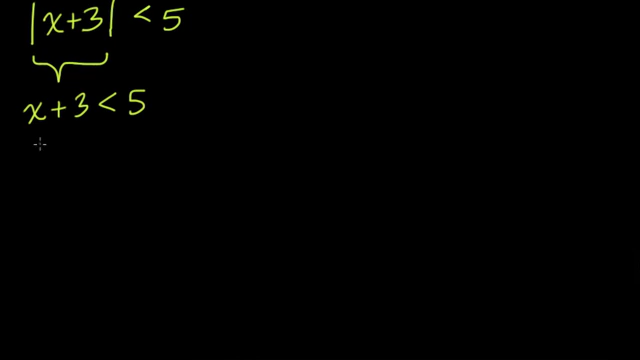 |x+3| < 5
x + 3 < 5